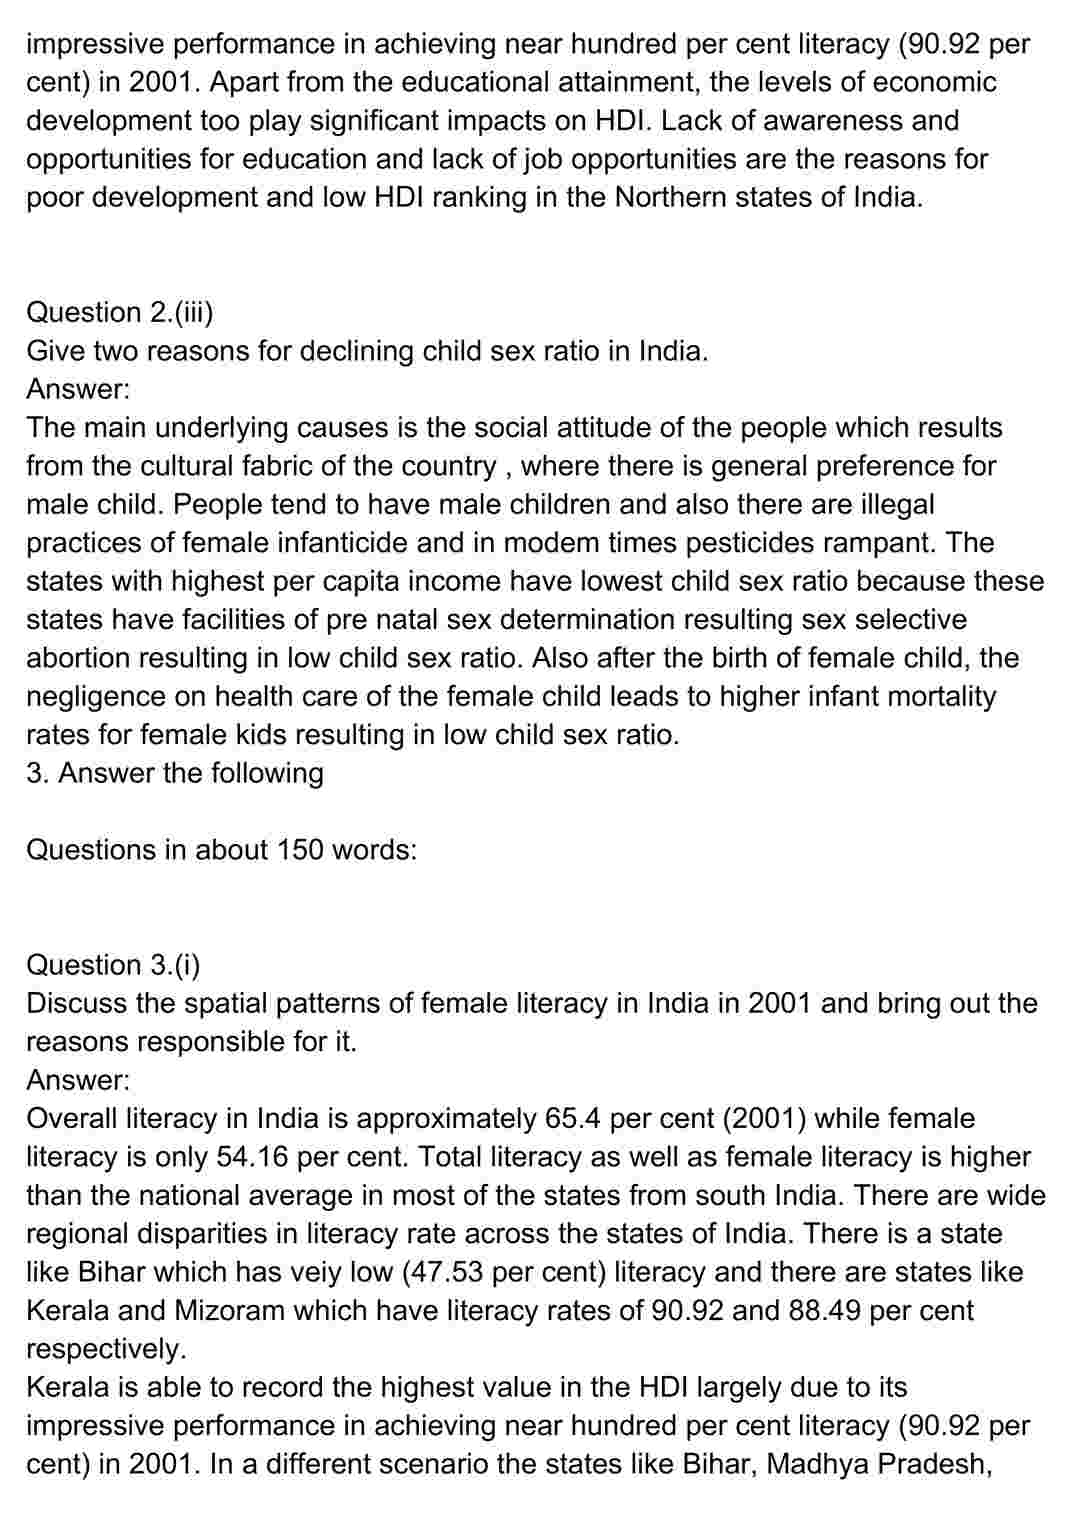 impressive performance in achieving near hundred per cent literacy (90.92 per
cent) in 2001. Apart from the educational attainment, the levels of economic
development too play significant impacts on HDI. Lack of awareness and
opportunities for education and lack of job opportunities are the reasons for
poor development and low HDI ranking in the Northern states of India.
Question 2.(iii)
Give two reasons for declining child sex ratio in India.
Answer:
The main underlying causes is the social attitude of the people which results
from the cultural fabric of the country , where there is general preference for
male child. People tend to have male children and also there are illegal
practices of female infanticide and in modem times pesticides rampant. The
states with highest per capita income have lowest child sex ratio because these
states have facilities of pre natal sex determination resulting sex selective
abortion resulting in low child sex ratio. Also after the birth of female child, the
negligence on health care of the female child leads to higher infant mortality
rates for female kids resulting in low child sex ratio.
3. Answer the following
Questions in about 150 words:
Question 3.(i)
Discuss the spatial patterns of female literacy in India in 2001 and bring out the
reasons responsible for it.
Answer:
Overall literacy in India is approximately 65.4 per cent (2001) while female
literacy is only 54.16 per cent. Total literacy as well as female literacy is higher
than the national average in most of the states from south India. There are wide
regional disparities in literacy rate across the states of India. There is a state
like Bihar which has veiy low (47.53 per cent) literacy and there are states like
Kerala and Mizoram which have literacy rates of 90.92 and 88.49 per cent
respectively.
Kerala is able to record the highest value in the HDI largely due to its
impressive performance in achieving near hundred per cent literacy (90.92 per
cent) in 2001. In a different scenario the states like Bihar, Madhya Pradesh,